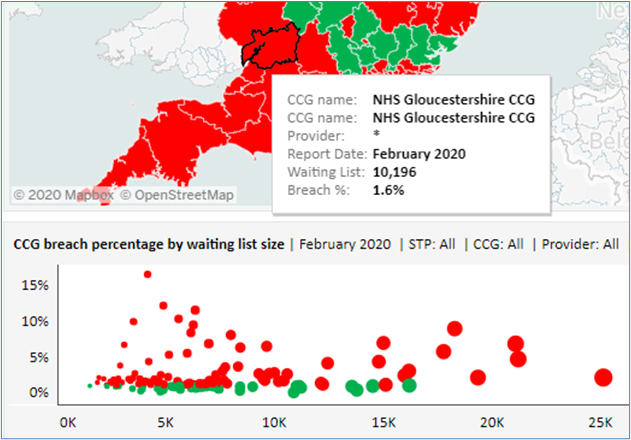 Ne
Be
CCG name: NHS Gloucestershire CCG
CCG name: NHS Gloucestershire CCG
Provider: *
Report Date: February 2020
Waiting List: 10,196
Breach %: 1.6%
© 2020 Mapbox © OpenStreetMap
CCG breach percentage by waiting list size | February 2020 | STP: All | CCG: All | Provider: All
15%
10%
5%
0%
0K 5K 10K 15K 20K 25K